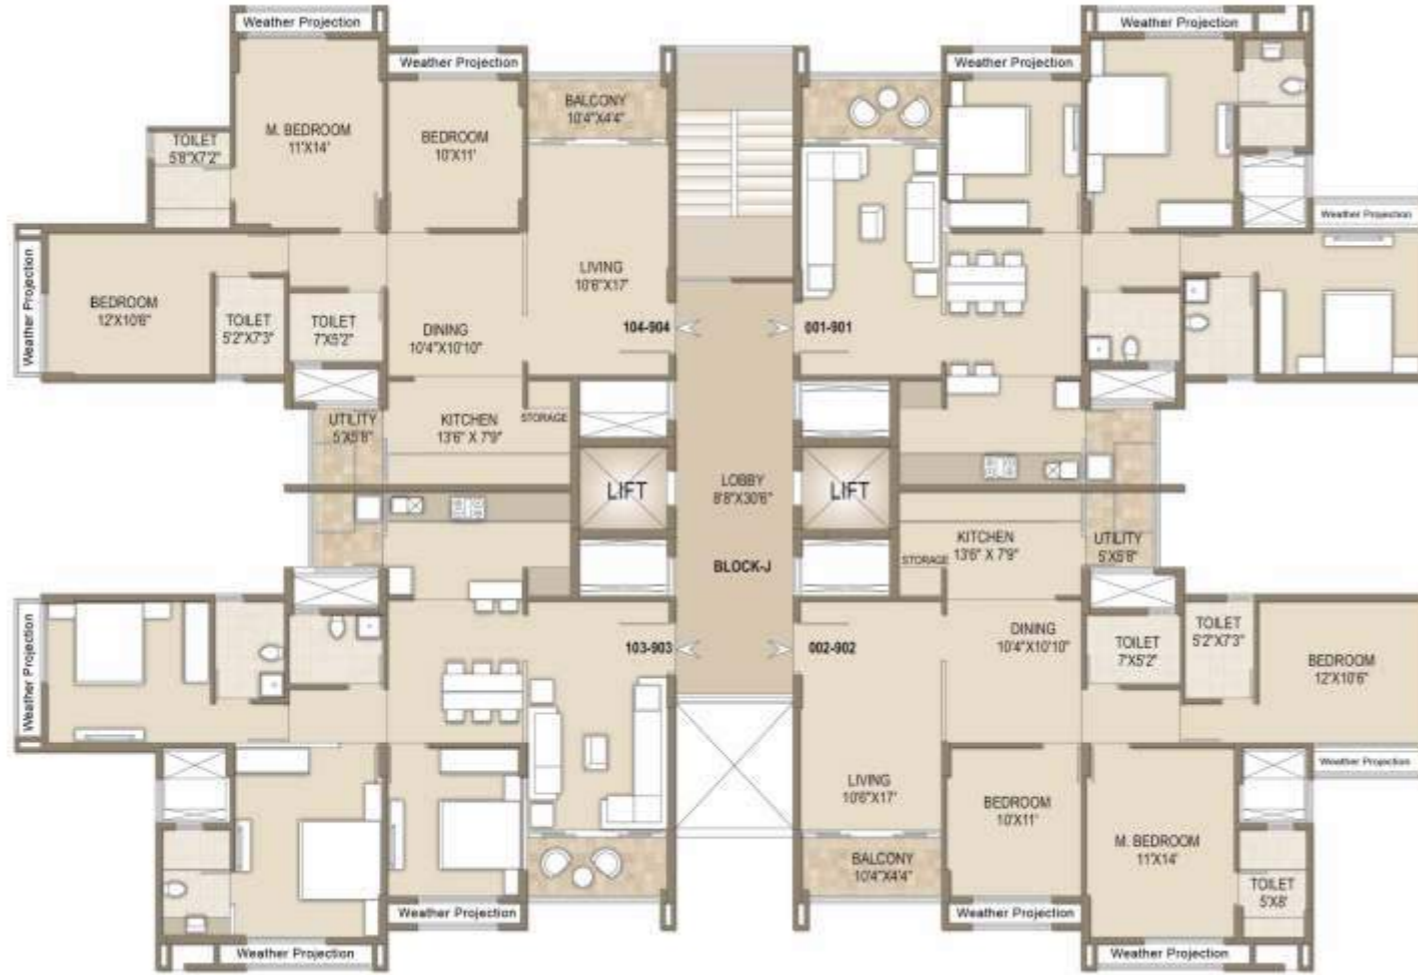 Weather Projection
Weather Projection
Weather Projection
Weather Projection
M. BEDROOM
11'X14'
BEDROOM
10'X11'
BALCONY
10'4"X4'4"
TOILET
5'8"X7'2"
Weather Projection
Weather Projection
BEDROOM
12'X10'6"
TOILET
5'2"X7'3"
TOILET
7'X5'2"
DINING
10'4"X10'10"
LIVING
10'6"X17'
104-904
001-901
UTILITY
5'X5'8"
KITCHEN
13'6" X 7'9"
STORAGE
LIFT
LOBBY
8'8"X30'6"
LIFT
BLOCK-J
KITCHEN
13'6" X 7'9"
STORAGE
UTILITY
5'X5'8"
Weather Projection
103-903
002-902
DINING
10'4"X10'10"
TOILET
7'X5'2"
TOILET
5'2"X7'3"
BEDROOM
12'X10'6"
Weather Projection
LIVING
10'6"X17'
BEDROOM
10'X11'
M. BEDROOM
11'X14'
BALCONY
10'4"X4'4"
TOILET
5'X8'
Weather Projection
Weather Projection
Weather Projection
Weather Projection